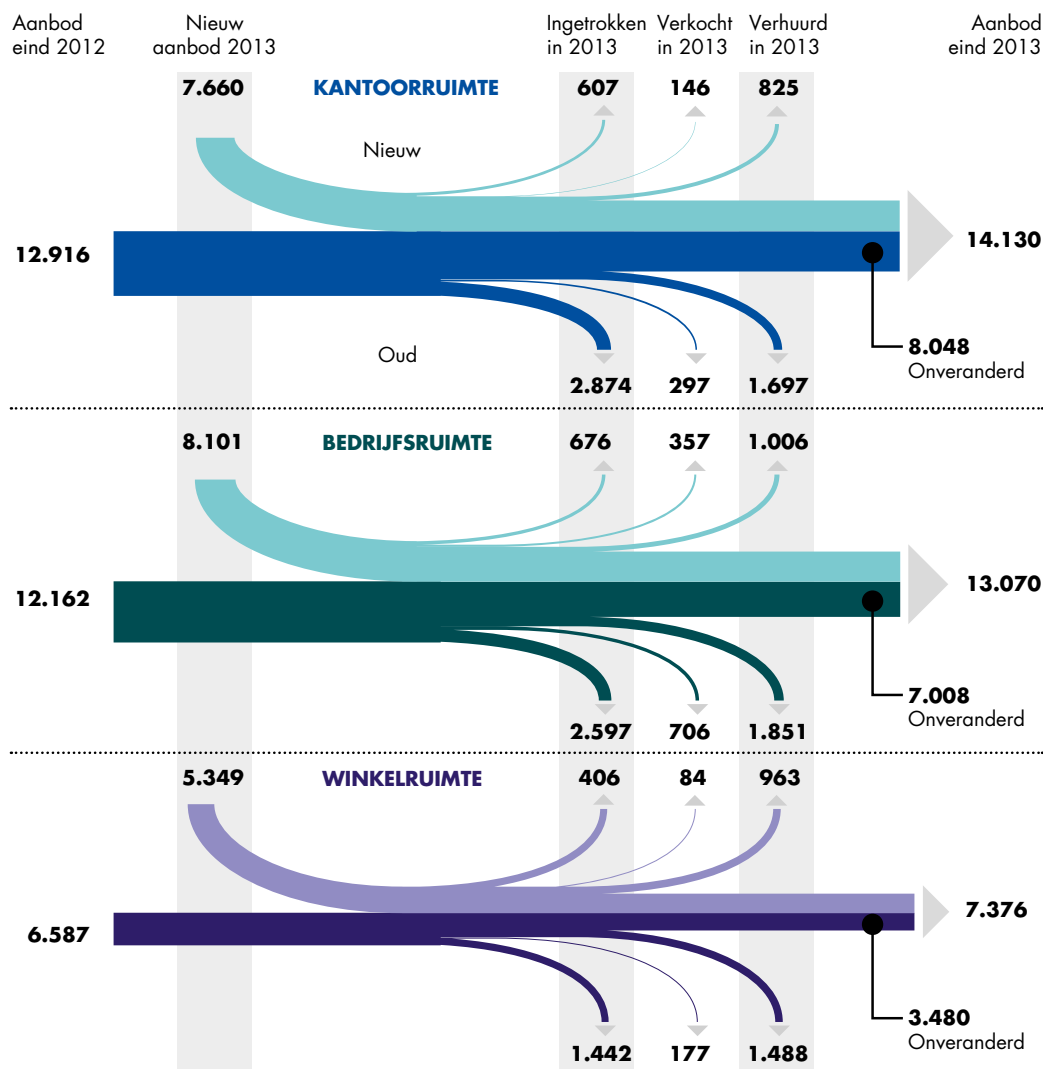 Aanbod
eind 2012
Nieuw
aanbod 2013
Ingetrokken
in 2013
Verkocht
in 2013
Verhuurd
in 2013
Aanbod
eind 2013
7.660
KANTOORRUIMTE
607
146
825
Nieuw
12.916
14.130
8.048
Onveranderd
Oud
2.874
297
1.697
8.101
BEDRIJFSRUIMTE
676
357
1.006
12.162
13.070
7.008
Onveranderd
2.597
706
1.851
5.349
WINKELRUIMTE
406
84
963
6.587
7.376
3.480
Onveranderd
1.442
177
1.488